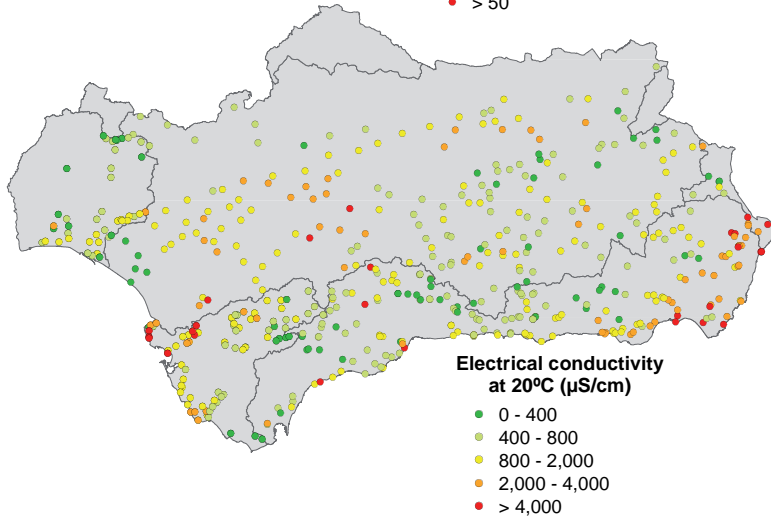 > 50
Electrical conductivity
at 20ºC (µS/cm)
0 - 400
400 - 800
800 - 2,000
2,000 - 4,000
> 4,000